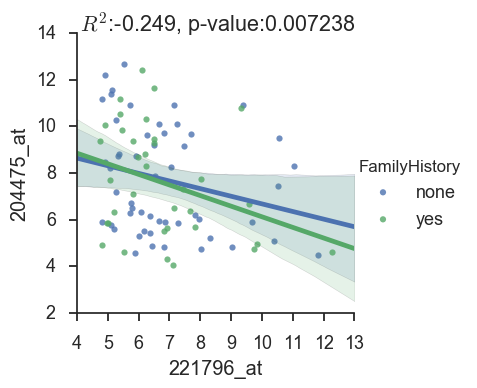 R²:-0.249, p-value:0.007238
14
12
10
8
6
4
2
204475_at
4 5 6 7 8 9 10 11 12 13
221796_at
FamilyHistory
none
yes